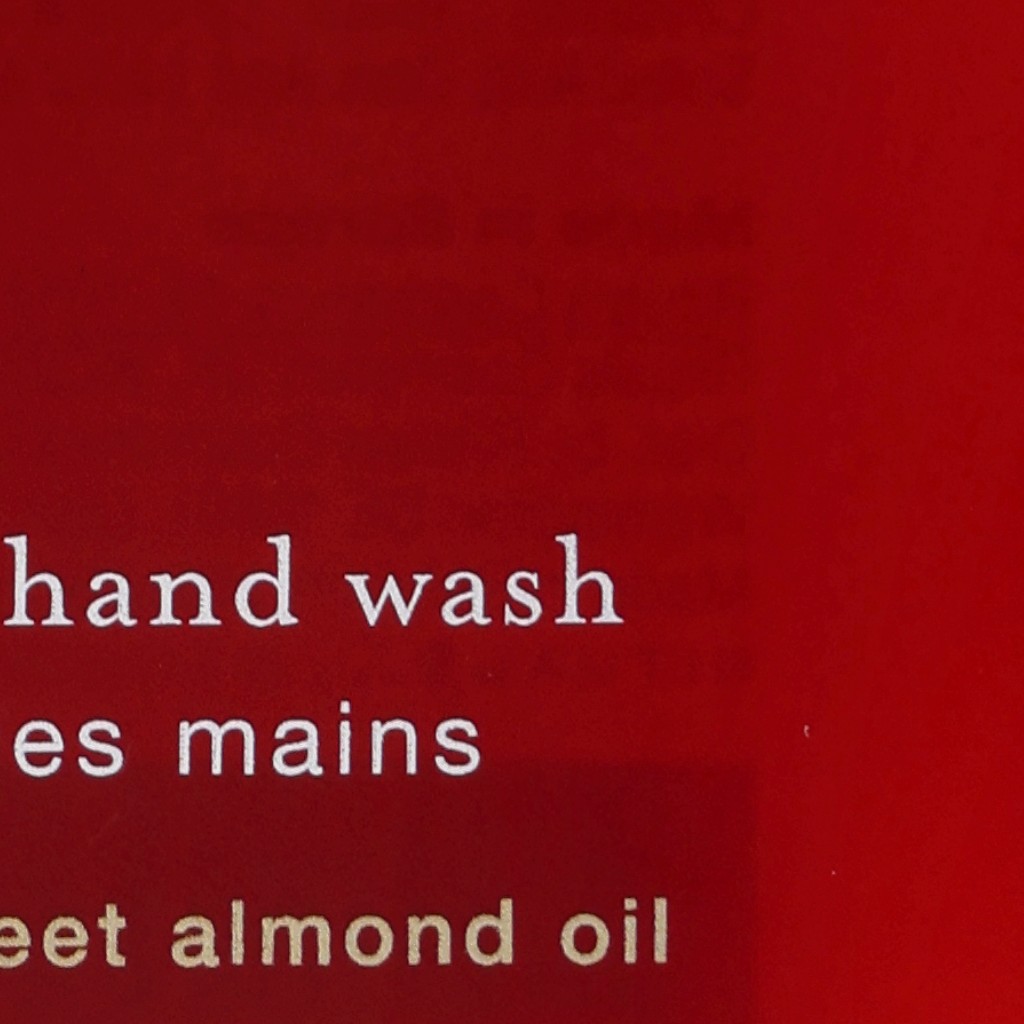 hand wash
es mains
eet almond oil